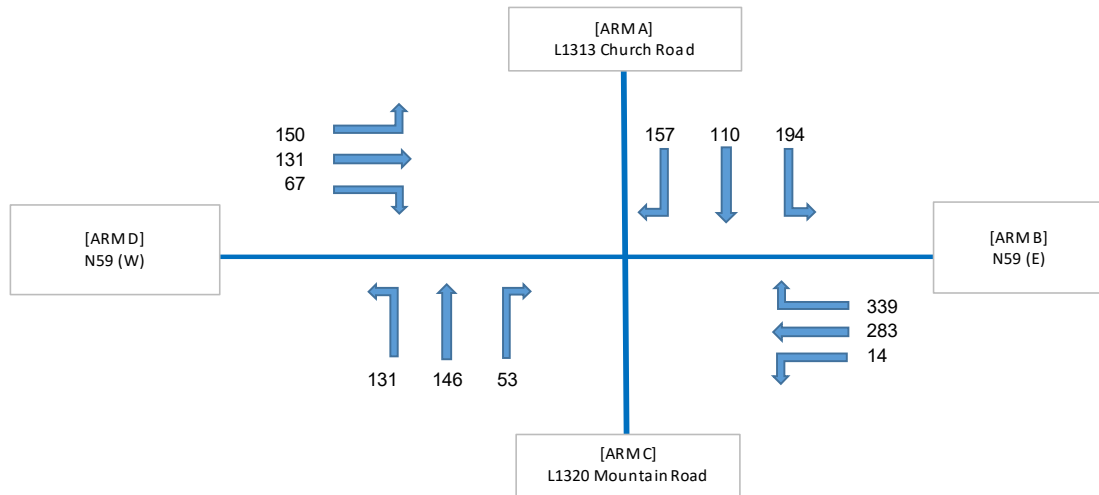 [ARM A]
L1313 Church Road
150
131
67
157 110 194
[ARM D]
N59 (W)
[ARM B]
N59 (E)
339
283
14
131 146 53
[ARM C]
L1320 Mountain Road